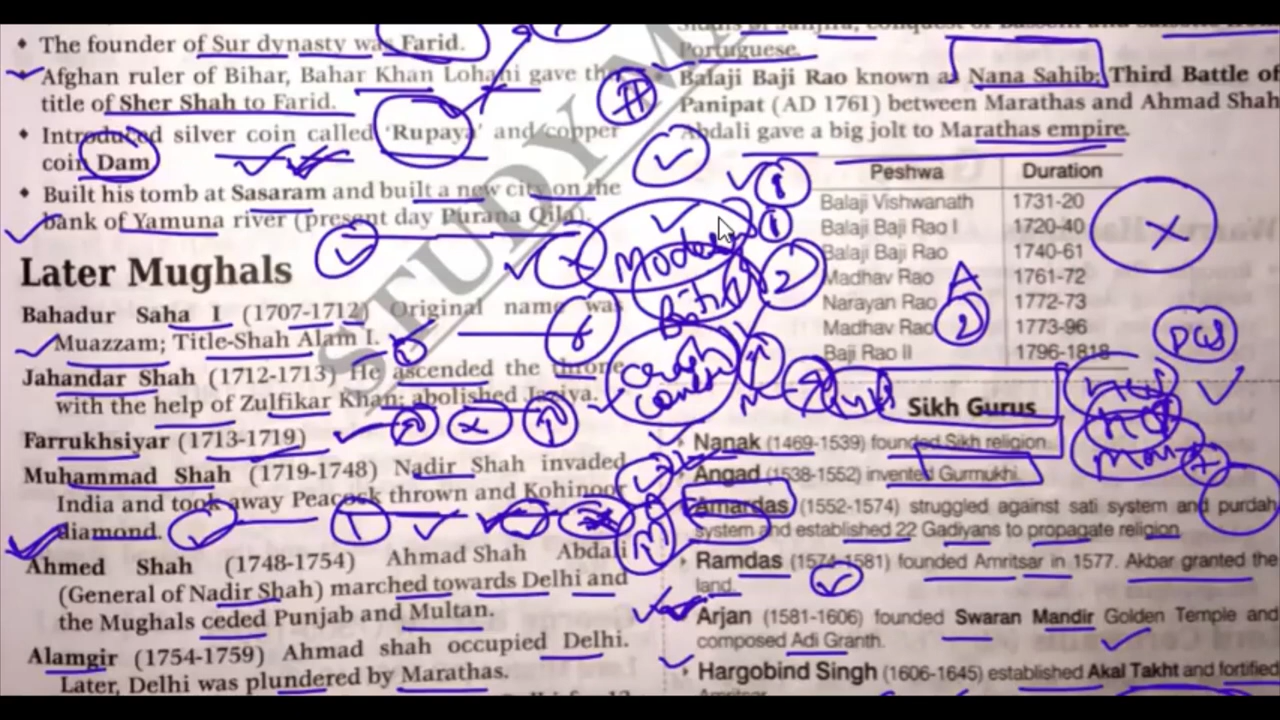 • The founder of Sur dynasty was Farid.
Afghan ruler of Bihar, Bahar Khan Lohani gave the
title of Sher Shah to Farid.
• Introduced silver coin called 'Rupaya' and copper
coin Dam
• Built his tomb at Sasaram and built a new city on the
bank of Yamuna river (present day Purana Qila).
Later Mughals
Bahadur Saha I (1707-1712) Original name was
Muazzam; Title-Shah Alam I.
Jahandar Shah (1712-1713) He ascended the throne
with the help of Zulfikar Khan; abolished Jaziya.
Farrukhsiyar (1713-1719)
Muhammad Shah (1719-1748) Nadir Shah invaded
India and took away Peacock thrown and Kohinoor
diamond.
Ahmed Shah (1748-1754) Ahmad Shah Abdali
(General of Nadir Shah) marched towards Delhi and
the Mughals ceded Punjab and Multan.
Alamgir (1754-1759) Ahmad shah occupied Delhi.
Later, Delhi was plundered by Marathas.
STUDY M
Portuguese.
Balaji Baji Rao known as Nana Sahib; Third Battle of
Panipat (AD 1761) between Marathas and Ahmad Shah
Abdali gave a big jolt to Marathas empire.
Peshwa Duration
Balaji Vishwanath 1731-20
Balaji Baji Rao I 1720-40
Balaji Baji Rao 1740-61
Madhav Rao 1761-72
Narayan Rao 1772-73
Madhav Rao 1773-96
Baji Rao II 1796-1818
Sikh Gurus
• Nanak (1469-1539) founded Sikh religion.
• Angad (1538-1552) invented Gurmukhi.
Amardas (1552-1574) struggled against sati system and purdah
system and established 22 Gadiyans to propagate religion.
• Ramdas (1574-1581) founded Amritsar in 1577. Akbar granted the
land.
Arjan (1581-1606) founded Swaran Mandir Golden Temple and
composed Adi Granth.
• Hargobind Singh (1606-1645) established Akal Takht and fortified